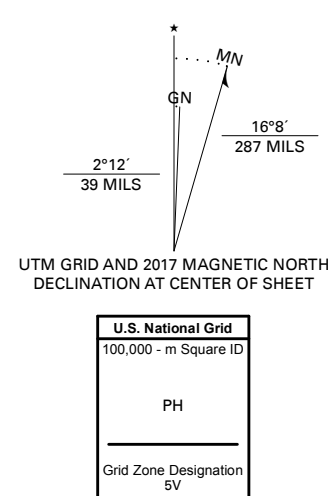 ★
MN
GN
16°8´
287 MILS
2°12´
39 MILS
UTM GRID AND 2017 MAGNETIC NORTH
DECLINATION AT CENTER OF SHEET
U.S. National Grid
100,000 - m Square ID
PH
Grid Zone Designation
5V